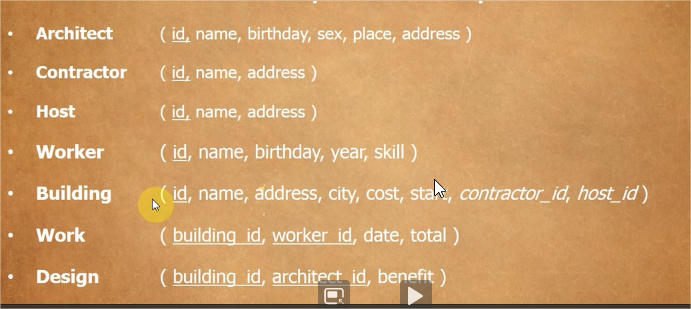 • Architect ( id, name, birthday, sex, place, address )
• Contractor ( id, name, address )
• Host ( id, name, address )
• Worker ( id, name, birthday, year, skill )
• Building ( id, name, address, city, cost, start, contractor_id, host_id )
• Work ( building_id, worker_id, date, total )
• Design ( building_id, architect_id, benefit )